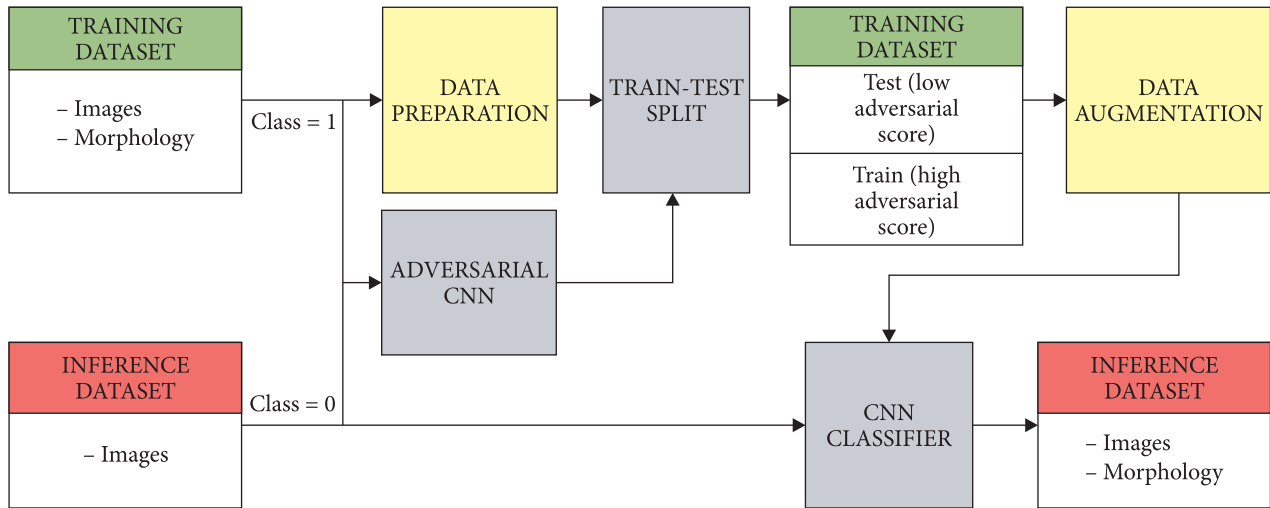 TRAINING
DATASET
– Images
– Morphology
Class = 1
DATA
PREPARATION
TRAIN-TEST
SPLIT
TRAINING
DATASET
Test (low
adversarial
score)
Train (high
adversarial
score)
DATA
AUGMENTATION
ADVERSARIAL
CNN
INFERENCE
DATASET
– Images
Class = 0
CNN
CLASSIFIER
INFERENCE
DATASET
– Images
– Morphology